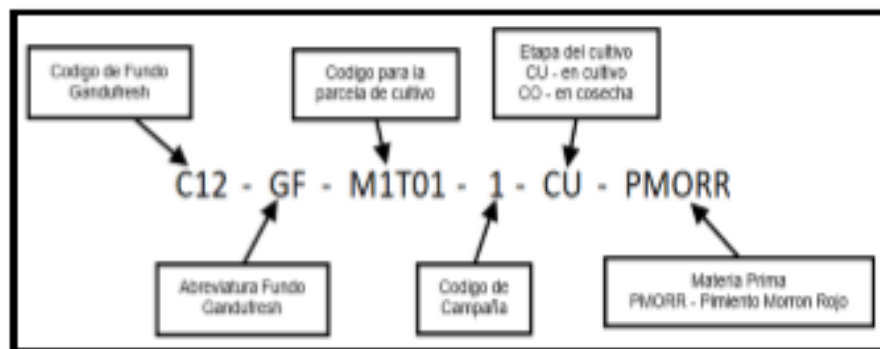 Codigo de Fundo
Gandufresh
Codigo para la
parcela de cultivo
Etapa del cultivo
CU - en cultivo
CO - en cosecha
C12 - GF - M1T01 - 1 - CU - PMORR
Abreviatura Fundo
Gandufresh
Codigo de
Campaña
Materia Prima
PMORR - Pimiento Morron Rojo